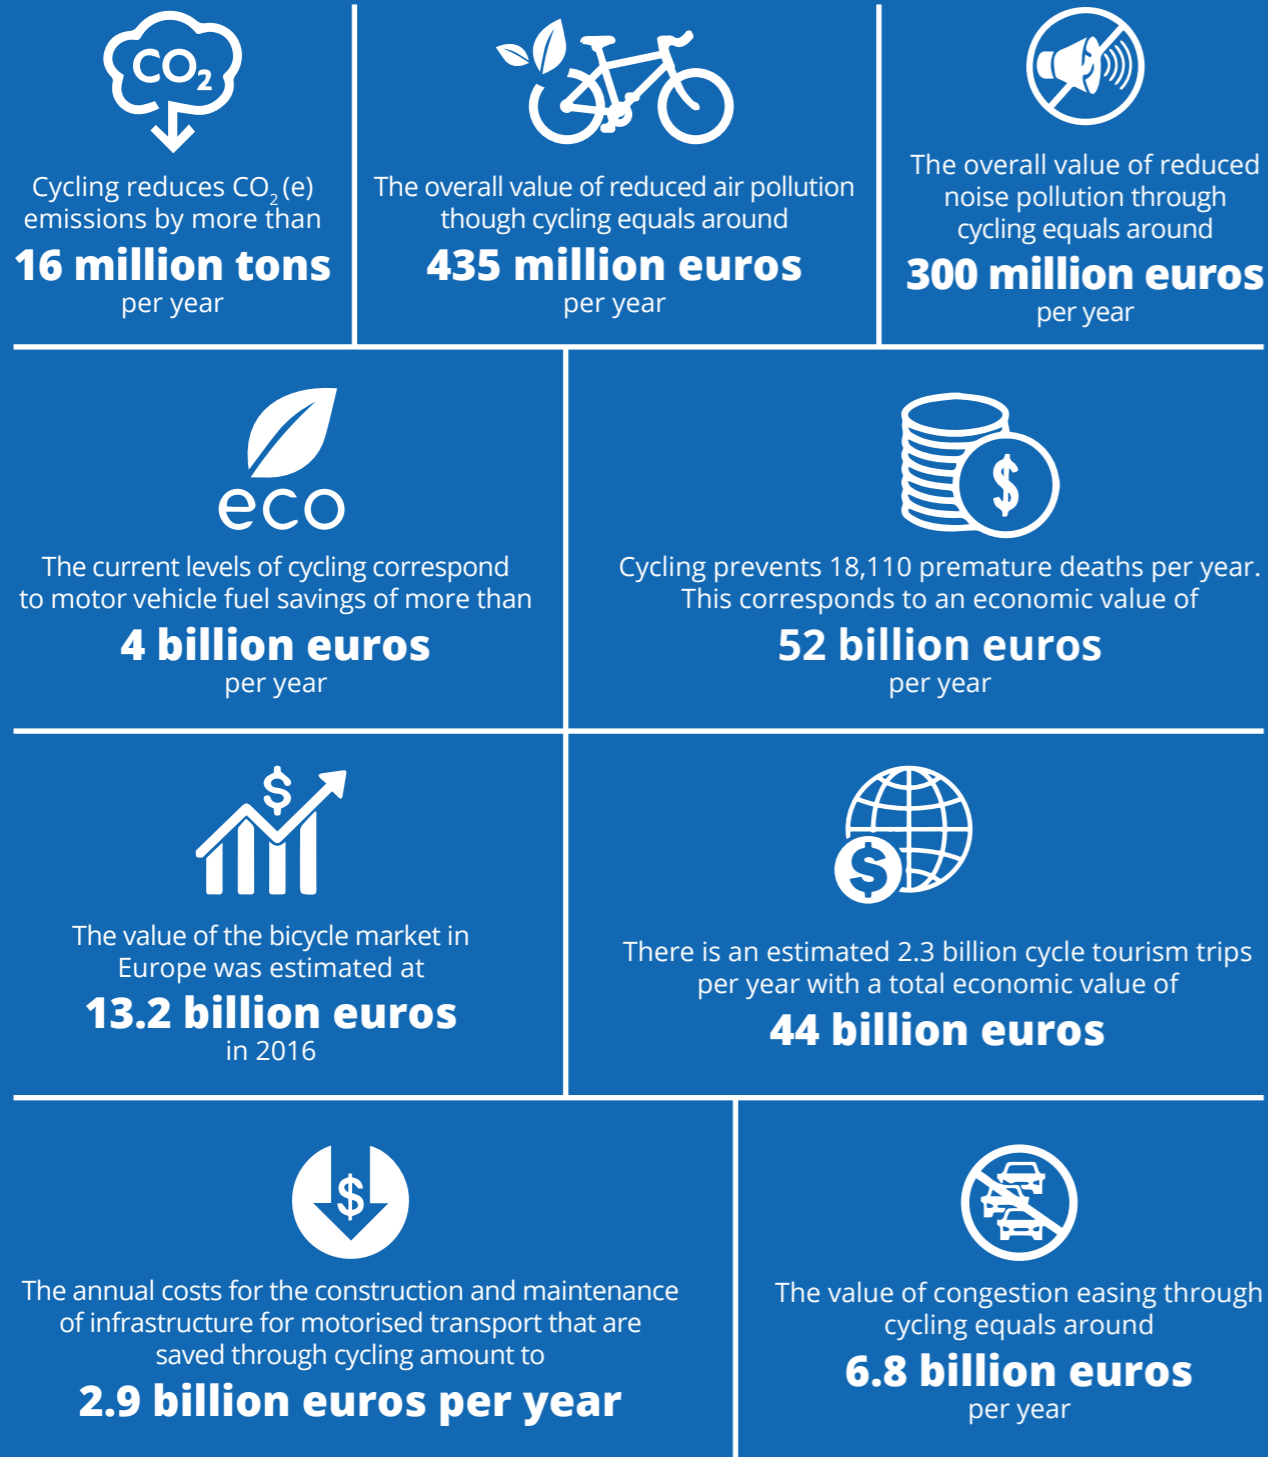 CO2
Cycling reduces CO2 (e)
emissions by more than
16 million tons
per year
The overall value of reduced air pollution
though cycling equals around
435 million euros
per year
The overall value of reduced
noise pollution through
cycling equals around
300 million euros
per year
eco
The current levels of cycling correspond
to motor vehicle fuel savings of more than
4 billion euros
per year
$
Cycling prevents 18,110 premature deaths per year.
This corresponds to an economic value of
52 billion euros
per year
$
The value of the bicycle market in
Europe was estimated at
13.2 billion euros
in 2016
$
There is an estimated 2.3 billion cycle tourism trips
per year with a total economic value of
44 billion euros
$
The annual costs for the construction and maintenance
of infrastructure for motorised transport that are
saved through cycling amount to
2.9 billion euros per year
The value of congestion easing through
cycling equals around
6.8 billion euros
per year